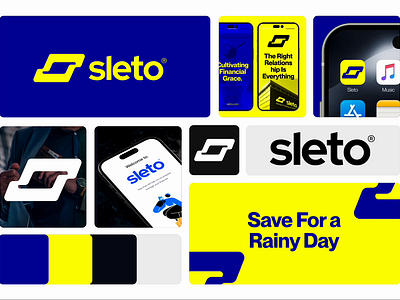 sleto®
Cultivating
Financial
Grace.
The Right
Relations
hip is
Everything
sleto
Sleto
Music
Welcome to
sleto
sleto®
Save For a
Rainy Day